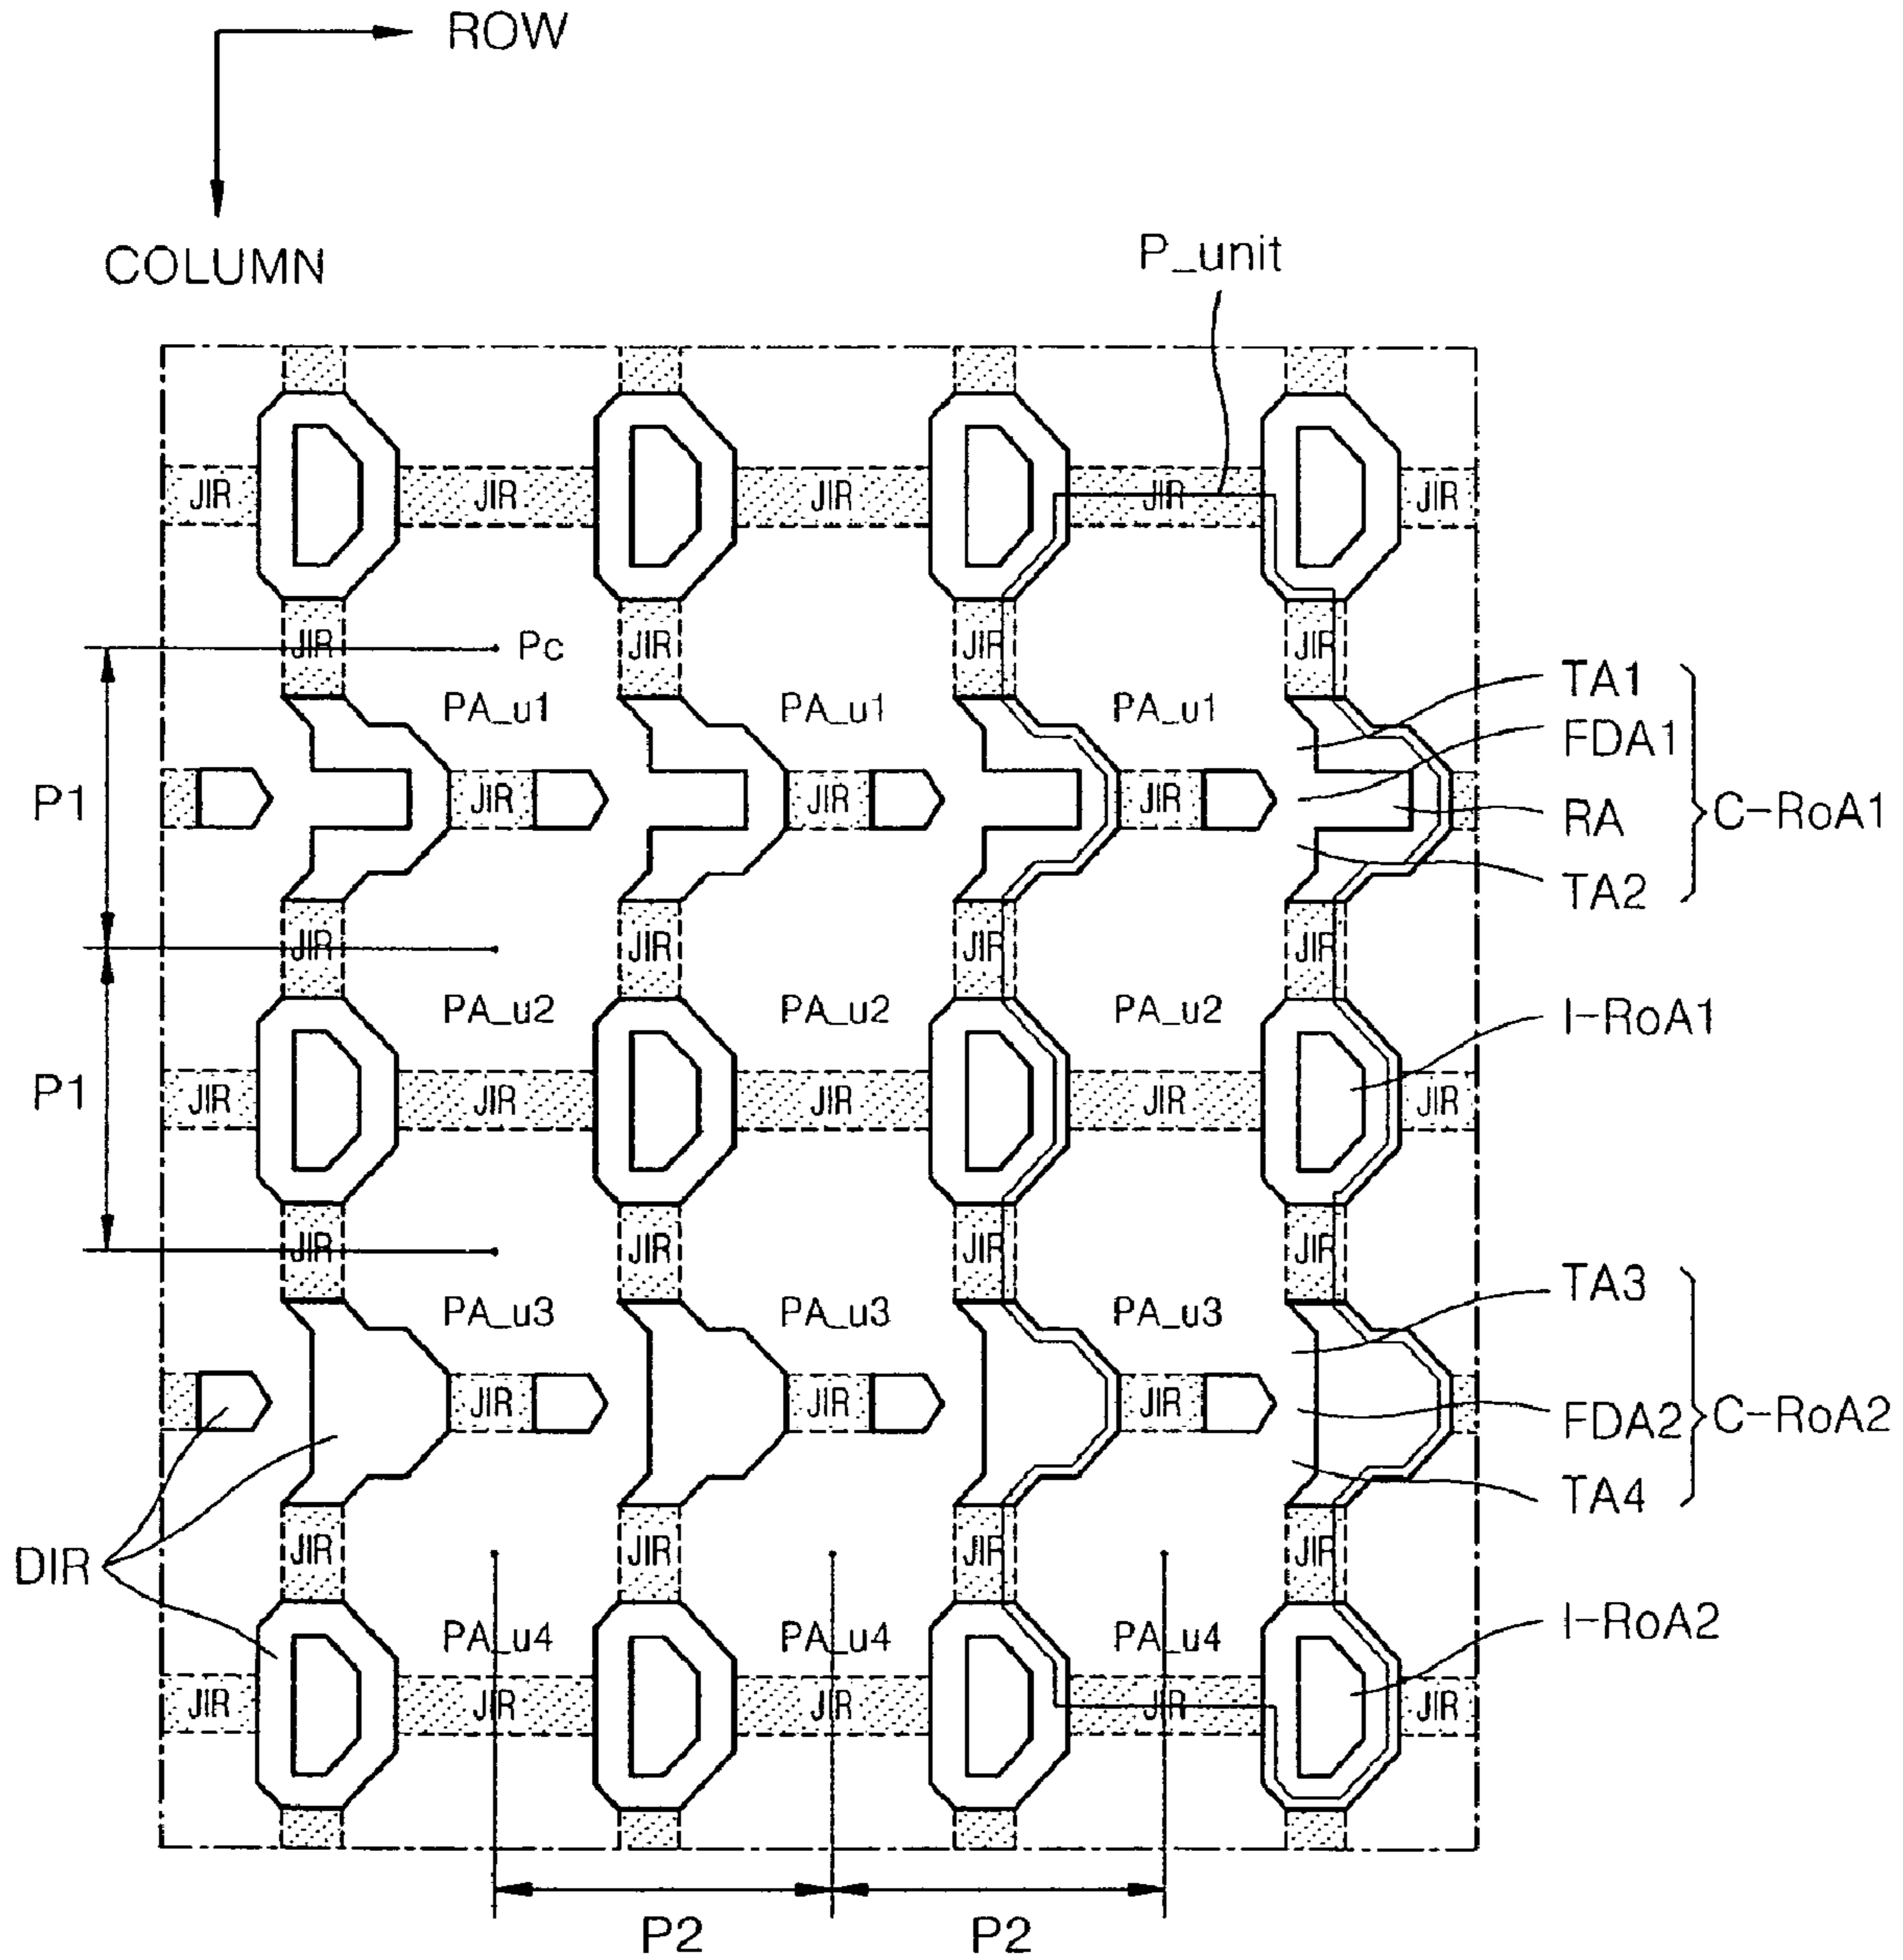 ROW
COLUMN
P_unit
JIR JIR JIR JIR JIR
JIR Pc JIR JIR JIR
PA_u1 PA_u1 PA_u1 TA1
FDA1
P1 JIR JIR JIR RA C-RoA1
TA2
JIR JIR JIR JIR
PA_u2 PA_u2 PA_u2 I-RoA1
P1 JIR JIR JIR JIR JIR
JIR JIR JIR JIR
PA_u3 PA_u3 PA_u3 TA3
JIR JIR JIR FDA2 C-RoA2
TA4
DIR JIR JIR JIR JIR
PA_u4 PA_u4 PA_u4 I-RoA2
JIR JIR JIR JIR JIR
P2 P2